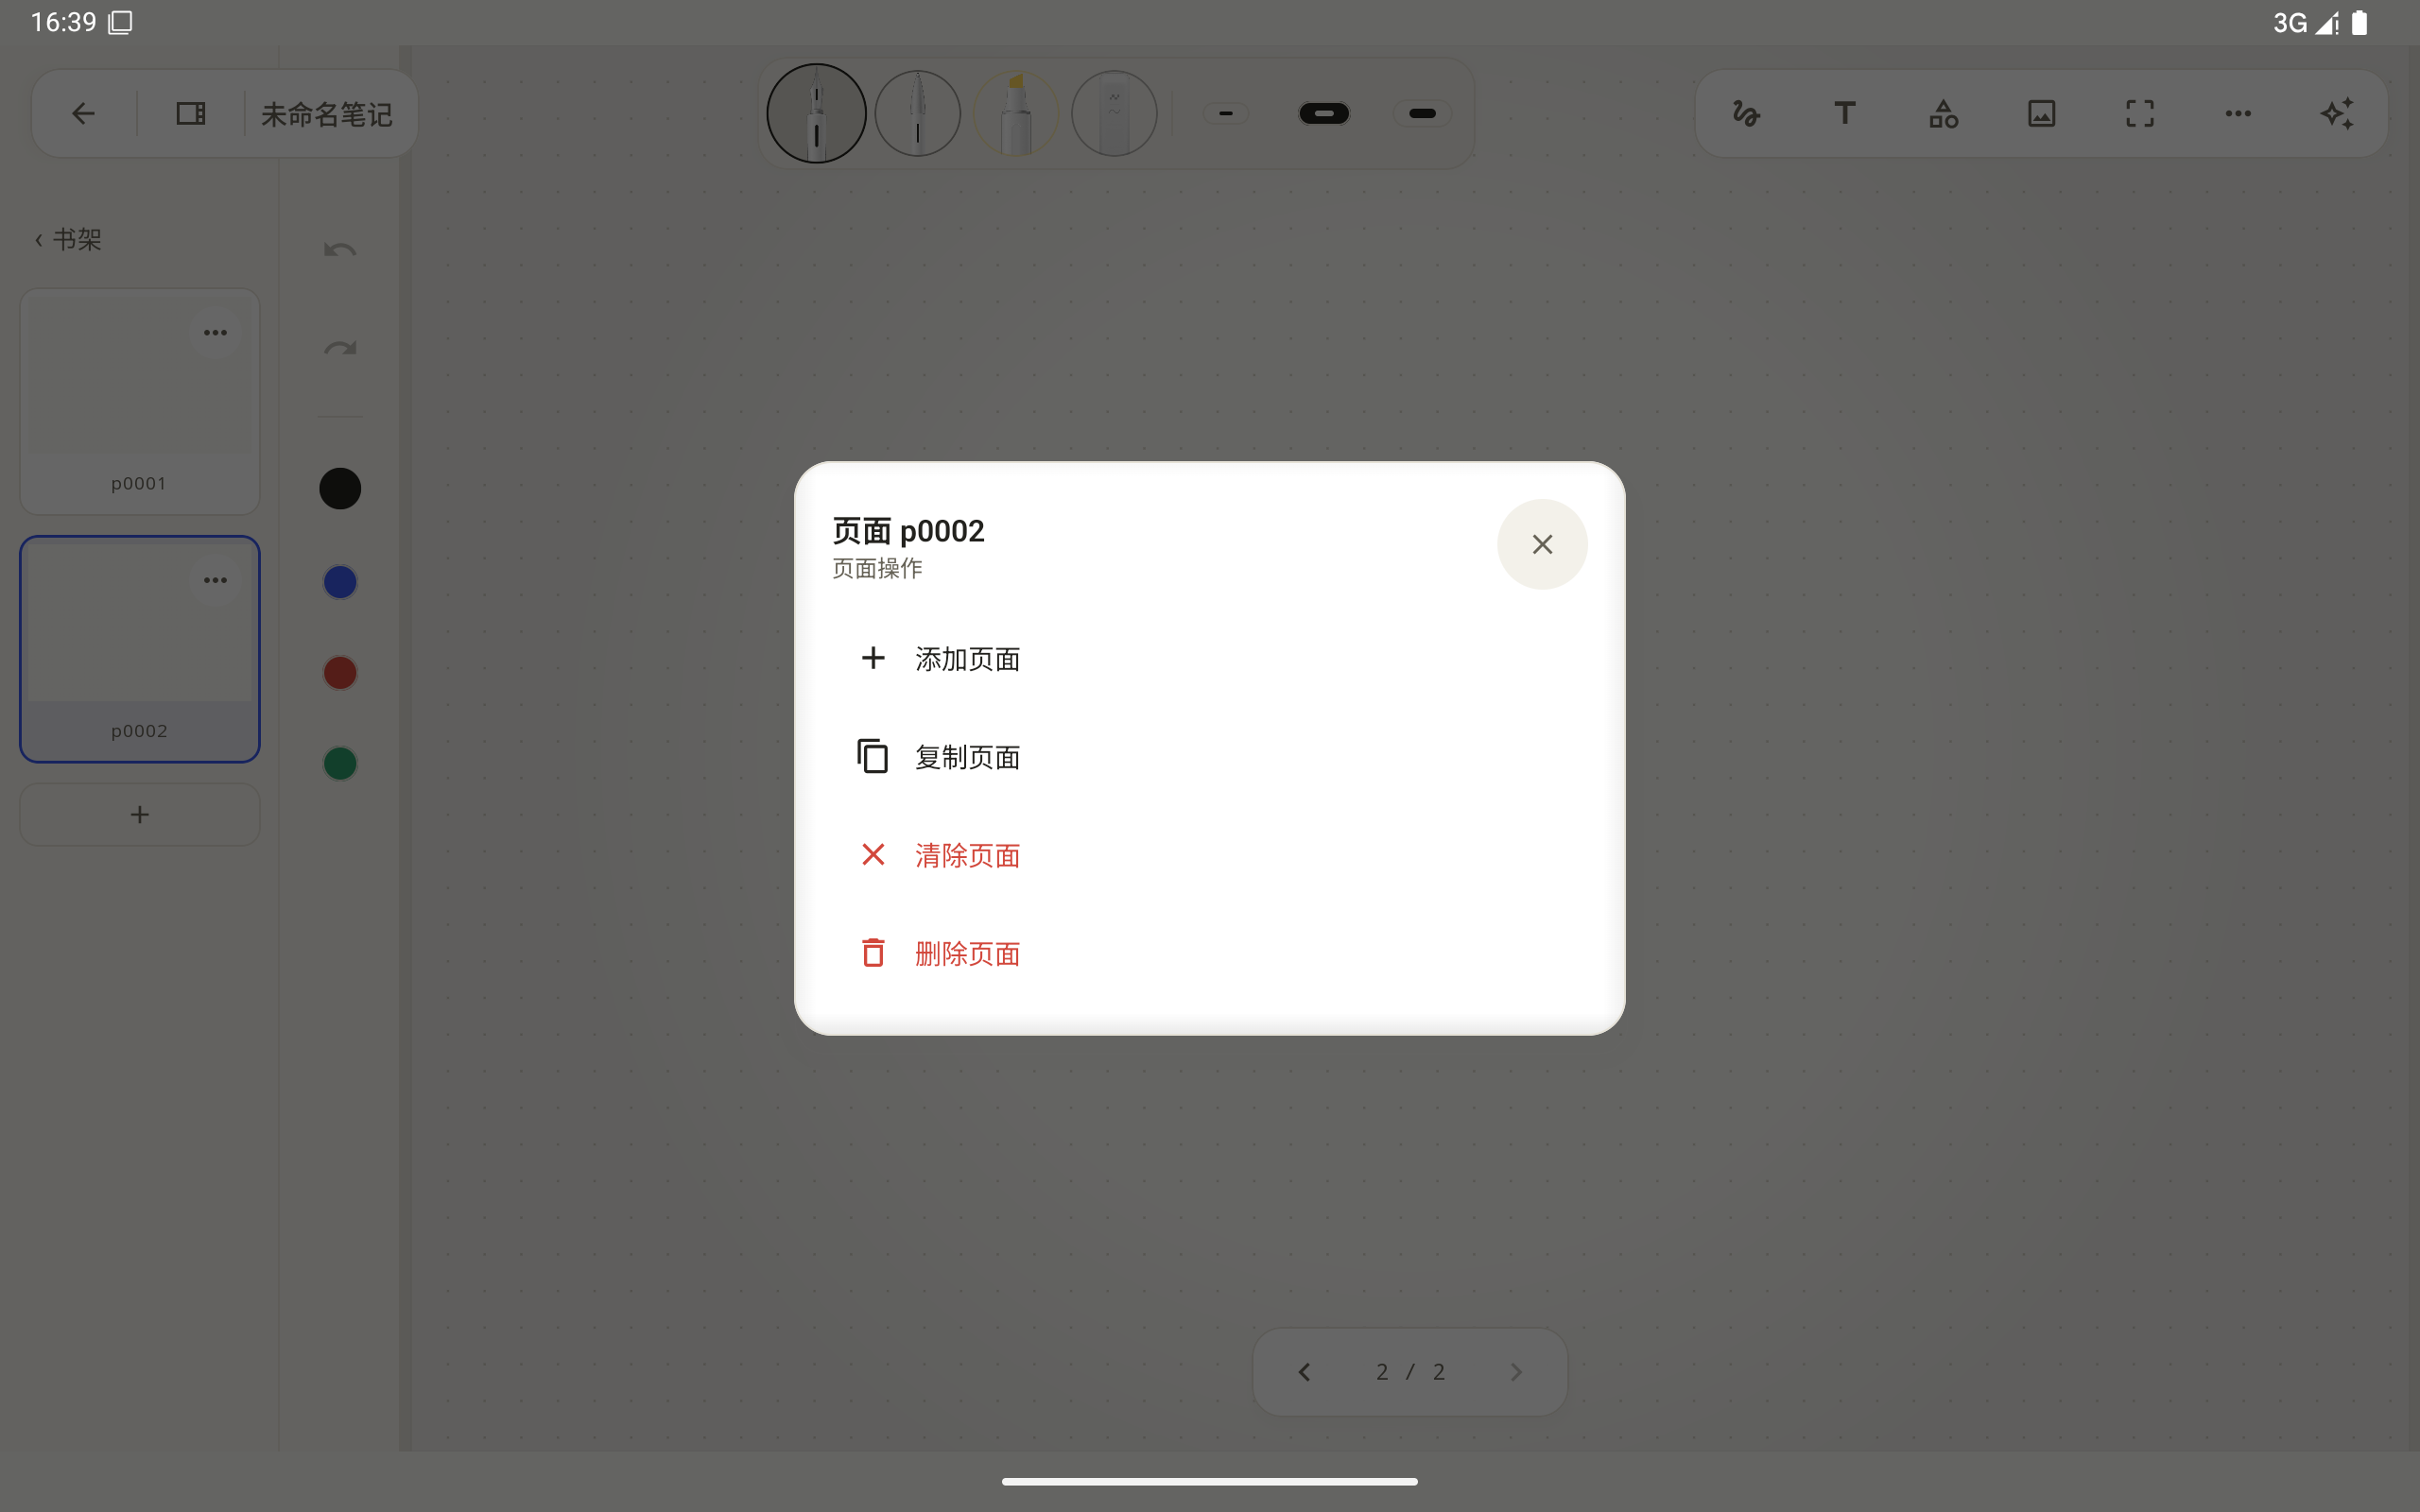 16:39
3G
未命名笔记
‹ 书架
p0001
p0002
页面 p0002
页面操作
添加页面
复制页面
清除页面
删除页面
2 / 2